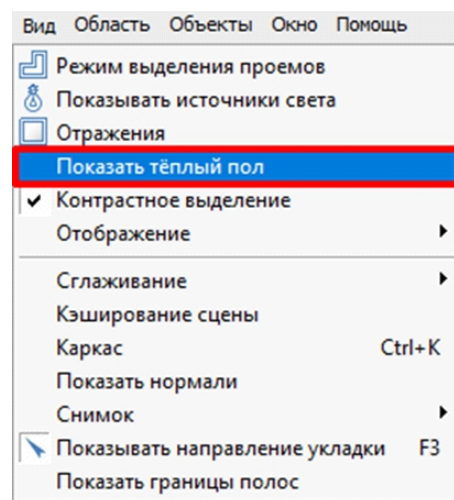 Вид Область Объекты Окно Помощь
Режим выделения проемов
Показывать источники света
Отражения
Показать тёплый пол
Контрастное выделение
Отображение
Сглаживание
Кэширование сцены
Каркас Ctrl+K
Показать нормали
Снимок
Показывать направление укладки F3
Показать границы полос